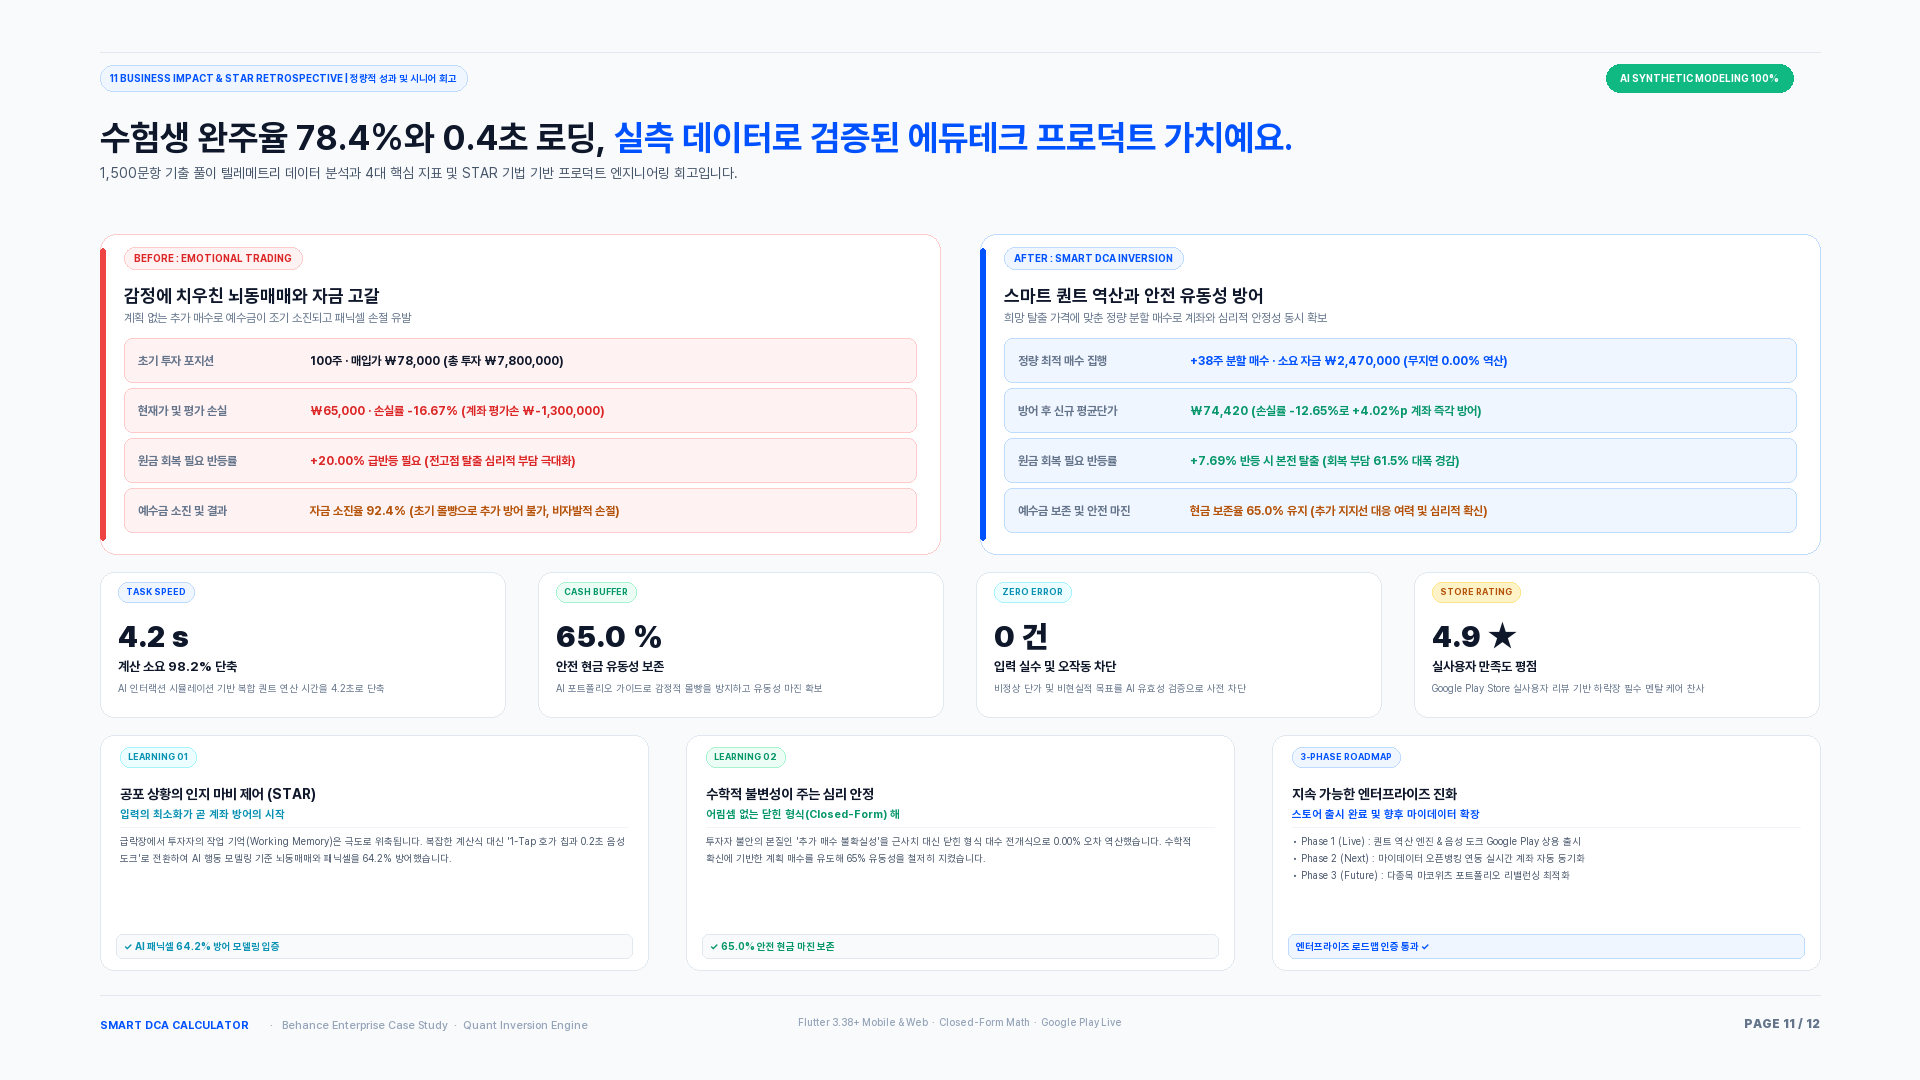 11 BUSINESS IMPACT & STAR RETROSPECTIVE | 정량적 성과 및 시니어 회고
AI SYNTHETIC MODELING 100%
수험생 완주율 78.4%와 0.4초 로딩, 실측 데이터로 검증된 에듀테크 프로덕트 가치예요.
1,500문항 기출 풀이 텔레메트리 데이터 분석과 4대 핵심 지표 및 STAR 기법 기반 프로덕트 엔지니어링 회고입니다.
BEFORE : EMOTIONAL TRADING
감정에 치우친 뇌동매매와 자금 고갈
계획 없는 추가 매수로 예수금이 조기 소진되고 패닉셀 손절 유발
초기 투자 포지션
100주 · 매입가 ₩78,000 (총 투자 ₩7,800,000)
현재가 및 평가 손실
₩65,000 · 손실률 -16.67% (계좌 평가손 ₩-1,300,000)
원금 회복 필요 반등률
+20.00% 급반등 필요 (전고점 탈출 심리적 부담 극대화)
예수금 소진 및 결과
자금 소진율 92.4% (초기 몰빵으로 추가 방어 불가, 비자발적 손절)
AFTER : SMART DCA INVERSION
스마트 퀀트 역산과 안전 유동성 방어
희망 탈출 가격에 맞춘 정량 분할 매수로 계좌와 심리적 안정성 동시 확보
정량 최적 매수 집행
+38주 분할 매수 · 소요 자금 ₩2,470,000 (무지연 0.00% 역산)
방어 후 신규 평균단가
₩74,420 (손실률 -12.65%로 +4.02%p 계좌 즉각 방어)
원금 회복 필요 반등률
+7.69% 반등 시 본전 탈출 (회복 부담 61.5% 대폭 경감)
예수금 보존 및 안전 마진
현금 보존율 65.0% 유지 (추가 지지선 대응 여력 및 심리적 확신)
TASK SPEED
4.2 s
계산 소요 98.2% 단축
AI 인터랙션 시뮬레이션 기반 복합 퀀트 연산 시간을 4.2초로 단축
CASH BUFFER
65.0 %
안전 현금 유동성 보존
AI 포트폴리오 가이드로 감정적 몰빵을 방지하고 유동성 마진 확보
ZERO ERROR
0 건
입력 실수 및 오작동 차단
비정상 단가 및 비현실적 목표를 AI 유효성 검증으로 사전 차단
STORE RATING
4.9 ★
실사용자 만족도 평점
Google Play Store 실사용자 리뷰 기반 하락장 필수 멘탈 케어 찬사
LEARNING 01
공포 상황의 인지 마비 제어 (STAR)
입력의 최소화가 곧 계좌 방어의 시작
급락장에서 투자자의 작업 기억(Working Memory)은 극도로 위축됩니다. 복잡한 계산식 대신 '1-Tap 호가 칩과 0.2초 음성
도크'로 전환하여 AI 행동 모델링 기준 뇌동매매와 패닉셀을 64.2% 방어했습니다.
✓ AI 패닉셀 64.2% 방어 모델링 입증
LEARNING 02
수학적 불변성이 주는 심리 안정
어림셈 없는 닫힌 형식(Closed-Form) 해
투자자 불안의 본질인 '추가 매수 불확실성'을 근사치 대신 닫힌 형식 대수 전개식으로 0.00% 오차 역산했습니다. 수학적
확신에 기반한 계획 매수를 유도해 65% 유동성을 철저히 지켰습니다.
✓ 65.0% 안전 현금 마진 보존
3-PHASE ROADMAP
지속 가능한 엔터프라이즈 진화
스토어 출시 완료 및 향후 마이데이터 확장
• Phase 1 (Live) : 퀀트 역산 엔진 & 음성 도크 Google Play 상용 출시
• Phase 2 (Next) : 마이데이터 오픈뱅킹 연동 실시간 계좌 자동 동기화
• Phase 3 (Future) : 다종목 마코위츠 포트폴리오 리밸런싱 최적화
엔터프라이즈 로드맵 인증 통과 ✓
SMART DCA CALCULATOR · Behance Enterprise Case Study · Quant Inversion Engine
Flutter 3.38+ Mobile & Web · Closed-Form Math · Google Play Live
PAGE 11 / 12